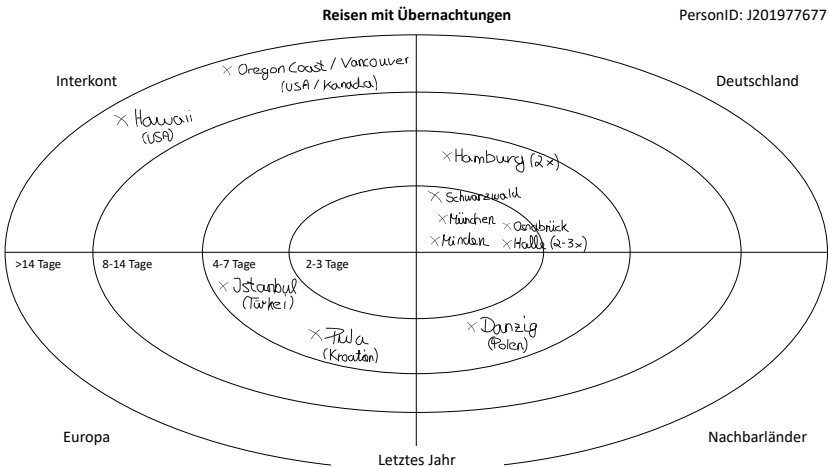 Reisen mit Übernachtungen
PersonID: J201977677
Interkont
Deutschland
× Oregon Coast / Vancouver
(USA / Kanada)
× Hawaii
(USA)
× Hamburg (2x)
× Schwarzwald
× München
× Osnabrück
× Minden
× Halle (2-3x)
>14 Tage
8-14 Tage
4-7 Tage
2-3 Tage
× Istanbul
(Türkei)
× Pula
(Kroatien)
× Danzig
(Polen)
Europa
Nachbarländer
Letztes Jahr